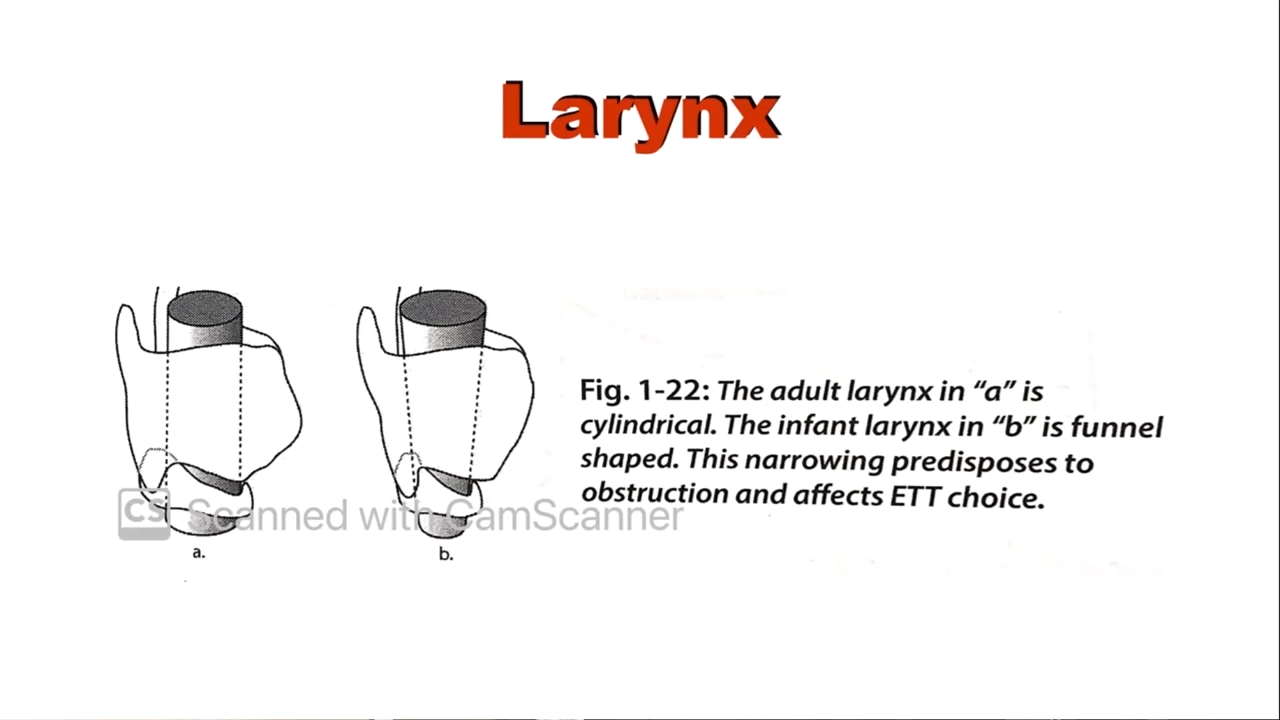 Larynx
Fig. 1-22: The adult larynx in “a” is
cylindrical. The infant larynx in “b” is funnel
shaped. This narrowing predisposes to
obstruction and affects ETT choice.
CS Scanned with CamScanner
a.
b.